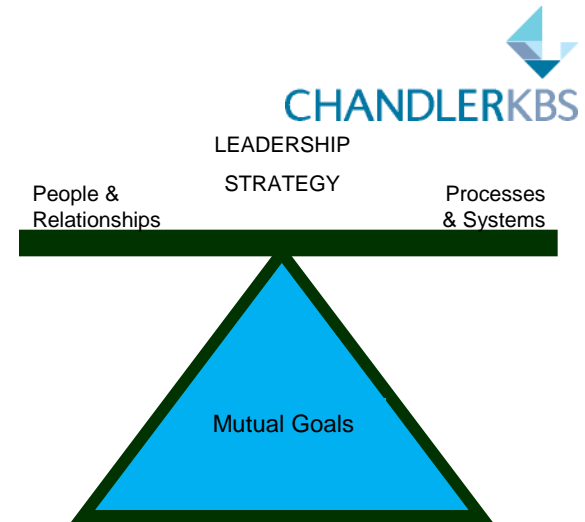 CHANDLERKBS
LEADERSHIP
STRATEGY
People &
Relationships
Processes
& Systems
Mutual Goals